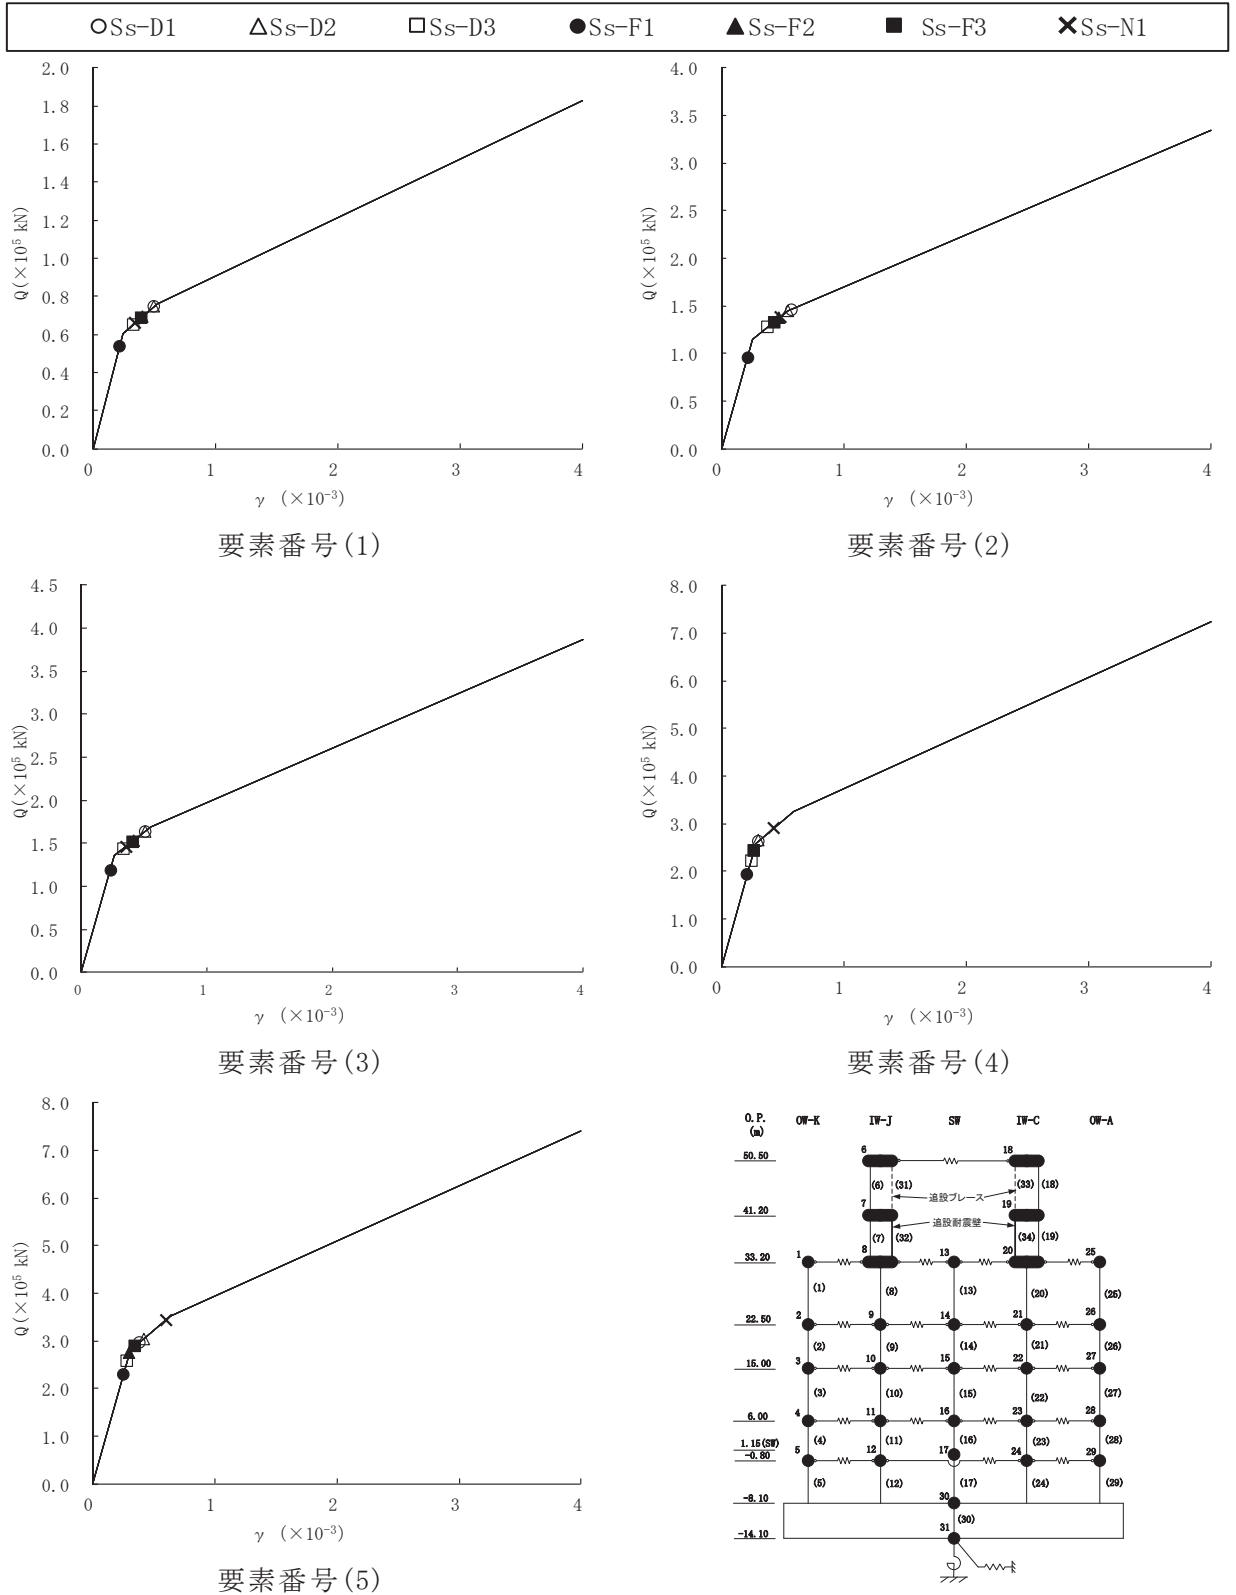 ○Ss-D1 △Ss-D2 □Ss-D3 ●Ss-F1 ▲Ss-F2 ■ Ss-F3 ×Ss-N1
2.0
1.8
1.6
1.4
1.2
1.0
0.8
0.6
0.4
0.2
0.0
Q(×10⁵ kN)
0 1 2 3 4
γ (×10⁻³)
要素番号(1)
4.0
3.5
3.0
2.5
2.0
1.5
1.0
0.5
0.0
Q(×10⁵ kN)
0 1 2 3 4
γ (×10⁻³)
要素番号(2)
4.5
4.0
3.5
3.0
2.5
2.0
1.5
1.0
0.5
0.0
Q(×10⁵ kN)
0 1 2 3 4
γ (×10⁻³)
要素番号(3)
8.0
7.0
6.0
5.0
4.0
3.0
2.0
1.0
0.0
Q(×10⁵ kN)
0 1 2 3 4
γ (×10⁻³)
要素番号(4)
8.0
7.0
6.0
5.0
4.0
3.0
2.0
1.0
0.0
Q(×10⁵ kN)
0 1 2 3 4
γ (×10⁻³)
要素番号(5)
O.P. OW-K IW-J SW IW-C OW-A
(m)
50.50 6 18
(6) (31) (33) (18)
追設ブレース
41.20 7 19
追設耐震壁
(7) (32) (34) (19)
33.20 1 8 13 20 25
(1) (8) (13) (20) (25)
22.50 2 9 14 21 26
(2) (9) (14) (21) (26)
15.00 3 10 15 22 27
(3) (10) (15) (22) (27)
6.00 4 11 16 23 28
(4) (11) (16) (23) (28)
1.15(SW) 17
-0.80 5 12 24 29
(5) (12) (17) (24) (29)
-8.10 30
(30)
-14.10 31